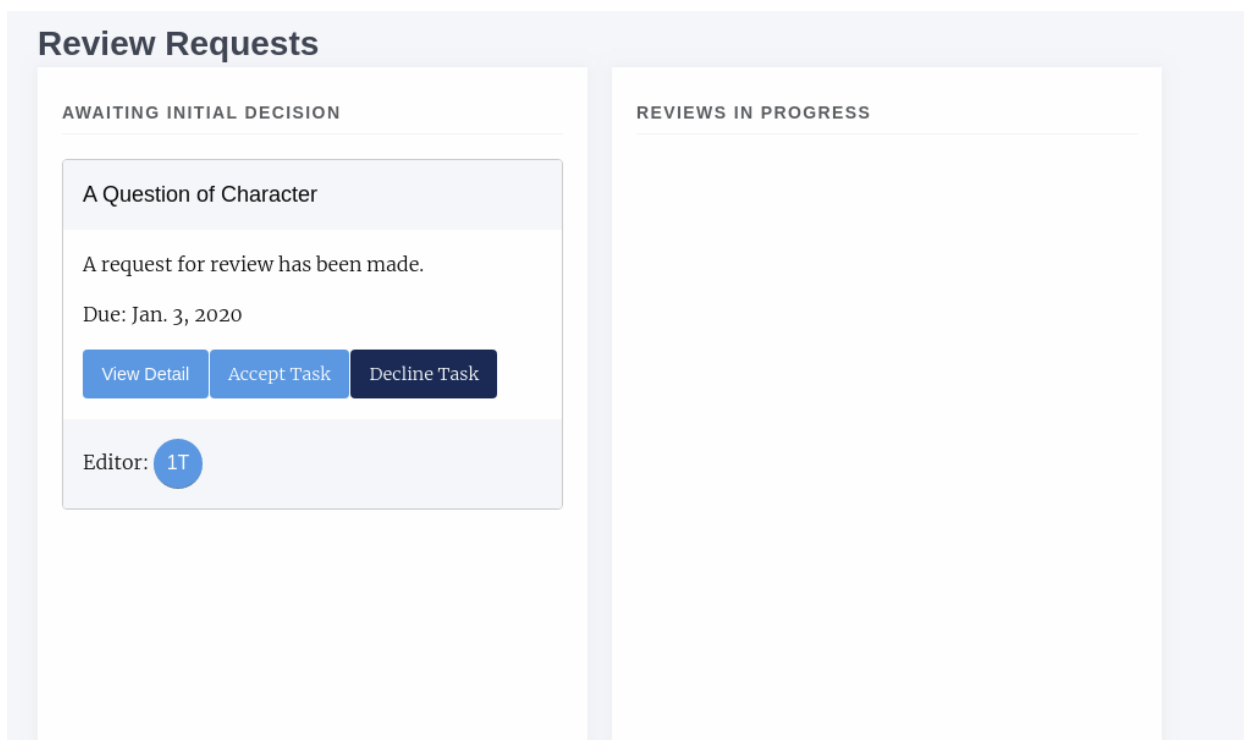 Review Requests
AWAITING INITIAL DECISION
A Question of Character
A request for review has been made.
Due: Jan. 3, 2020
View Detail Accept Task Decline Task
Editor: 1T
REVIEWS IN PROGRESS